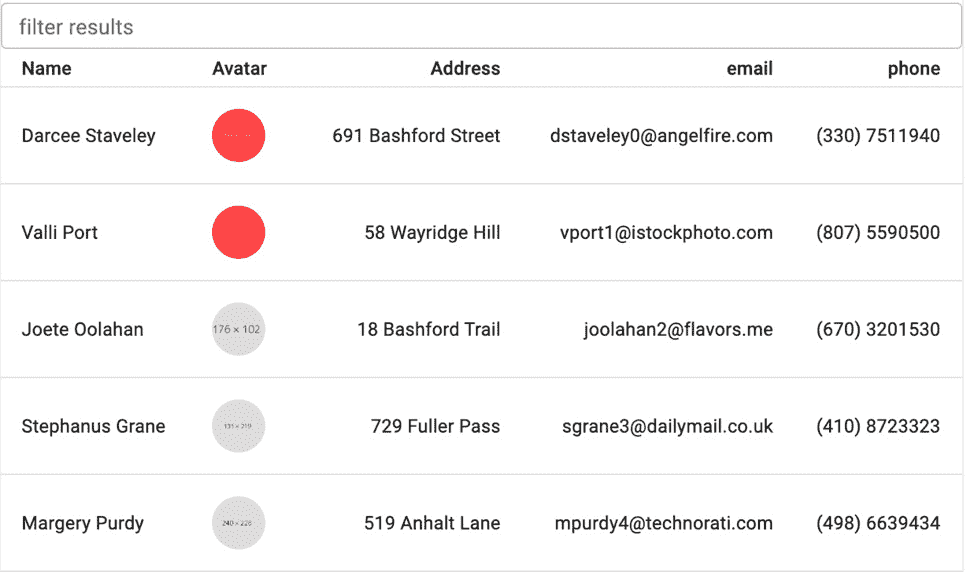 filter results
Name Avatar Address email phone
Darcee Staveley 691 Bashford Street dstaveley0@angelfire.com (330) 7511940
Valli Port 58 Wayridge Hill vport1@istockphoto.com (807) 5590500
Joete Oolahan 176 × 102 18 Bashford Trail joolahan2@flavors.me (670) 3201530
Stephanus Grane 729 Fuller Pass sgrane3@dailymail.co.uk (410) 8723323
Margery Purdy 240 × 228 519 Anhalt Lane mpurdy4@technorati.com (498) 6639434